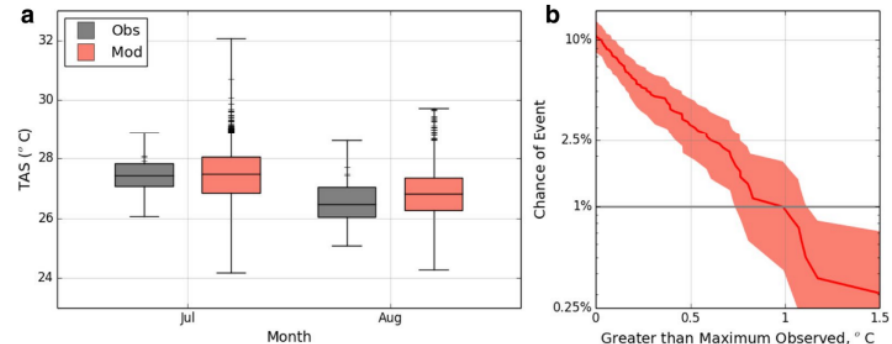 a
Obs
Mod
32
30
28
26
24
TAS (° C)
Jul
Aug
Month
b
10%
2.5%
1%
0.25%
Chance of Event
0
0.5
1
1.5
Greater than Maximum Observed, ° C